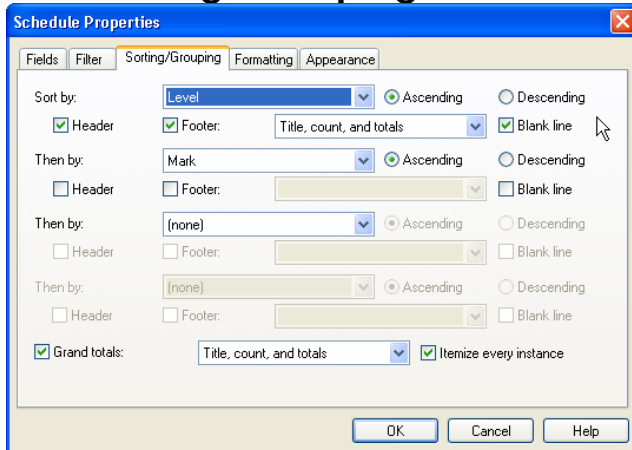 Schedule Properties
Fields Filter Sorting/Grouping Formatting Appearance
Sort by: Level Ascending Descending
Header Footer: Title, count, and totals Blank line
Then by: Mark Ascending Descending
Header Footer: Blank line
Then by: (none) Ascending Descending
Header Footer: Blank line
Then by: (none) Ascending Descending
Header Footer: Blank line
Grand totals: Title, count, and totals Itemize every instance
OK Cancel Help